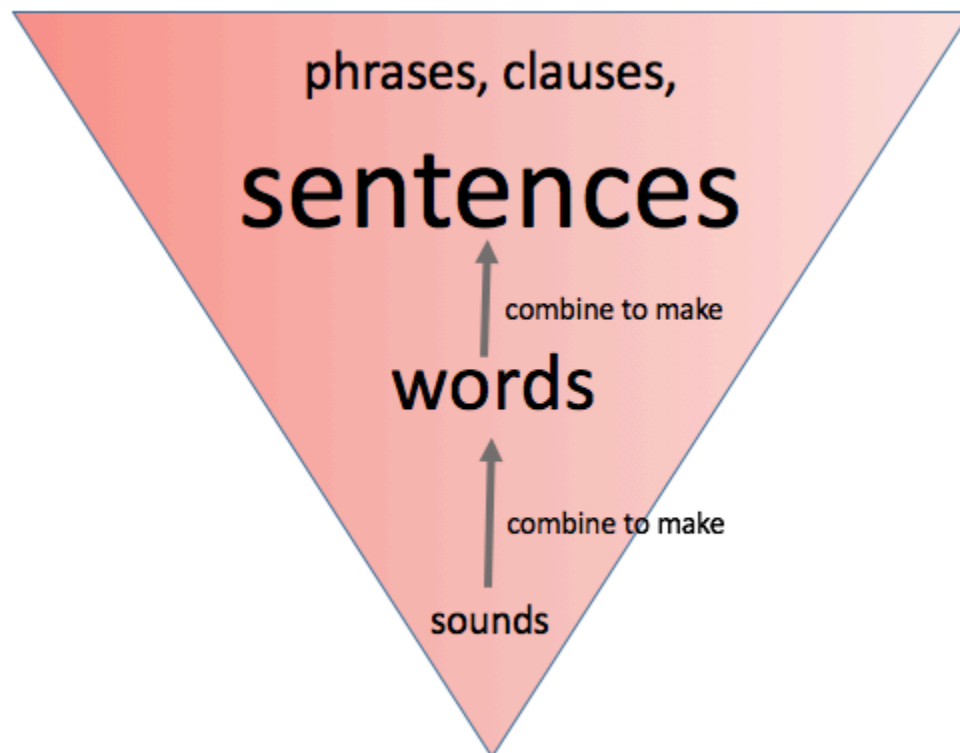 phrases, clauses,
sentences
combine to make
words
combine to make
sounds